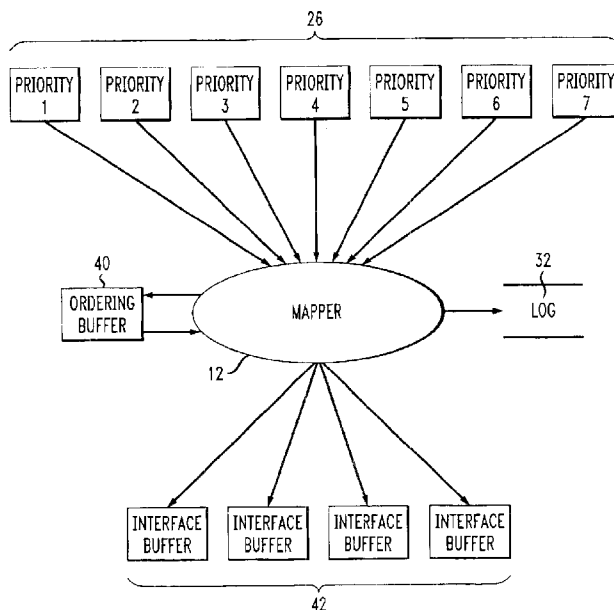 26
PRIORITY
1
PRIORITY
2
PRIORITY
3
PRIORITY
4
PRIORITY
5
PRIORITY
6
PRIORITY
7
40
ORDERING
BUFFER
MAPPER
12
32
LOG
INTERFACE
BUFFER
INTERFACE
BUFFER
INTERFACE
BUFFER
INTERFACE
BUFFER
42